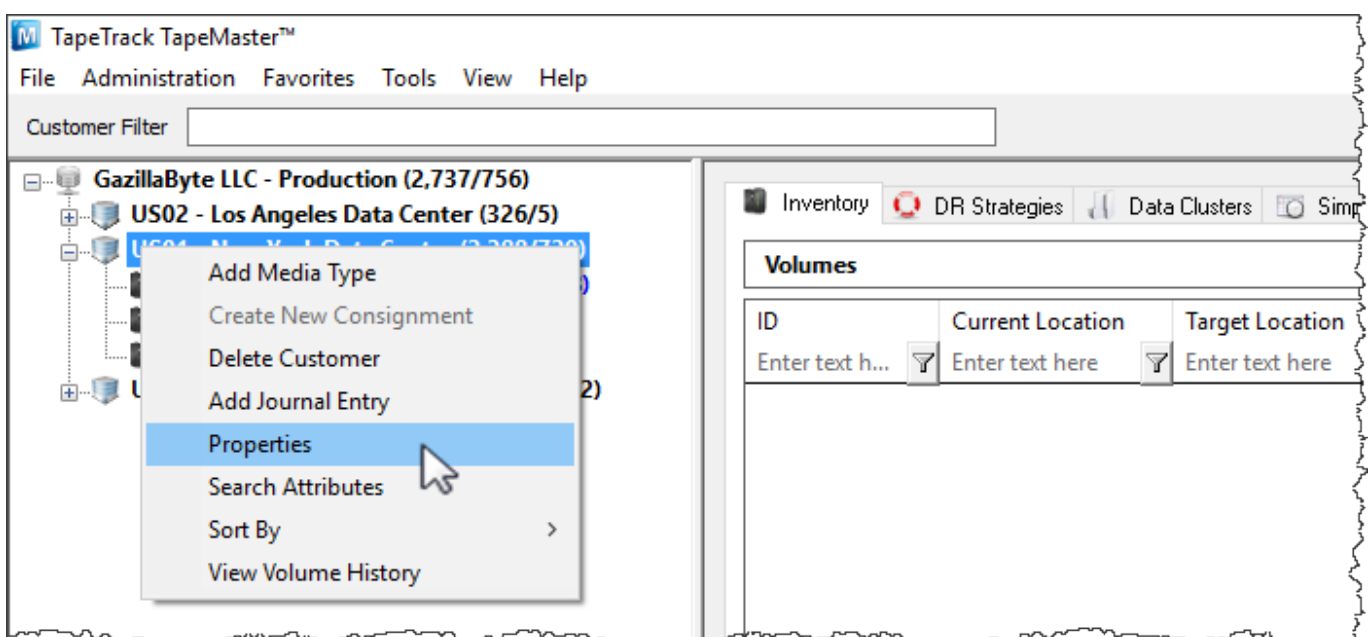 TapeTrack TapeMaster™
File Administration Favorites Tools View Help
Customer Filter
GazillaByte LLC - Production (2,737/756)
US02 - Los Angeles Data Center (326/5)
Add Media Type
Create New Consignment
Delete Customer
Add Journal Entry
Properties
Search Attributes
Sort By
View Volume History
2)
Inventory DR Strategies Data Clusters
Volumes
ID Current Location Target Location
Enter text h... Enter text here Enter text here